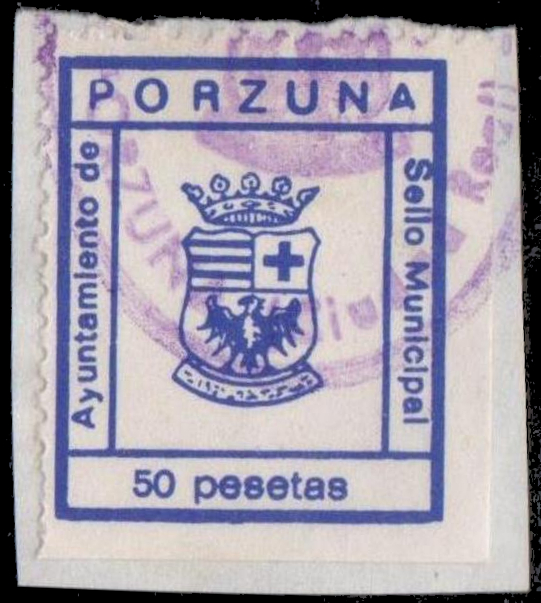 PORZUNA
Ayuntamiento de
Sello Municipal
50 pesetas